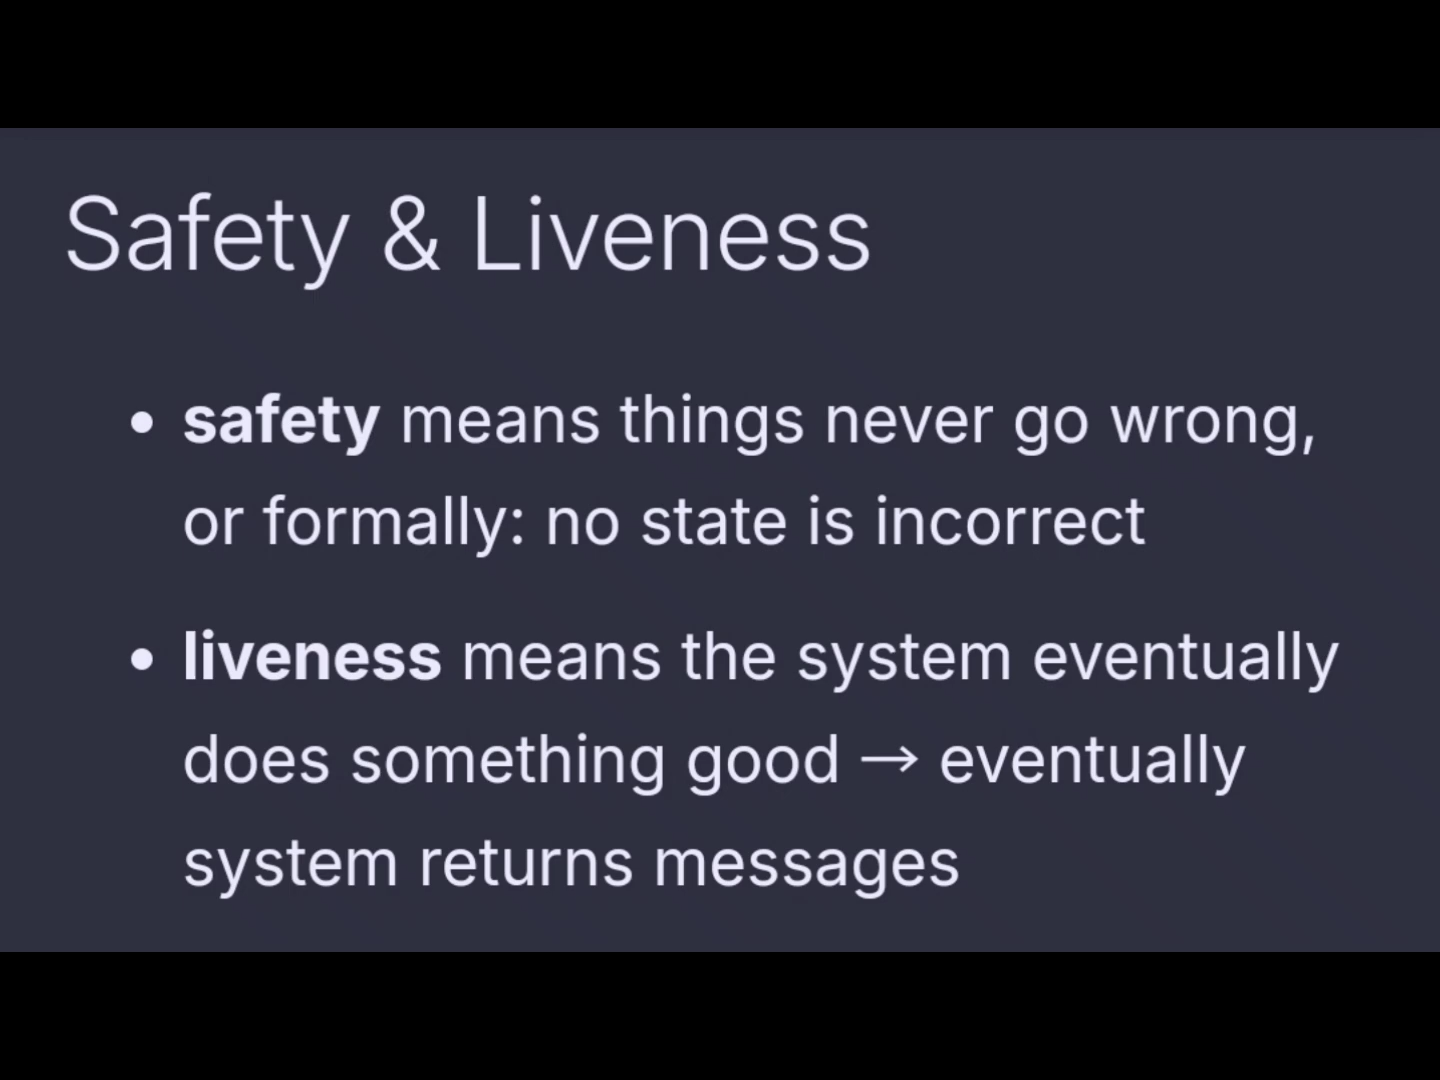 Safety & Liveness
• safety means things never go wrong,
or formally: no state is incorrect
• liveness means the system eventually
does something good → eventually
system returns messages